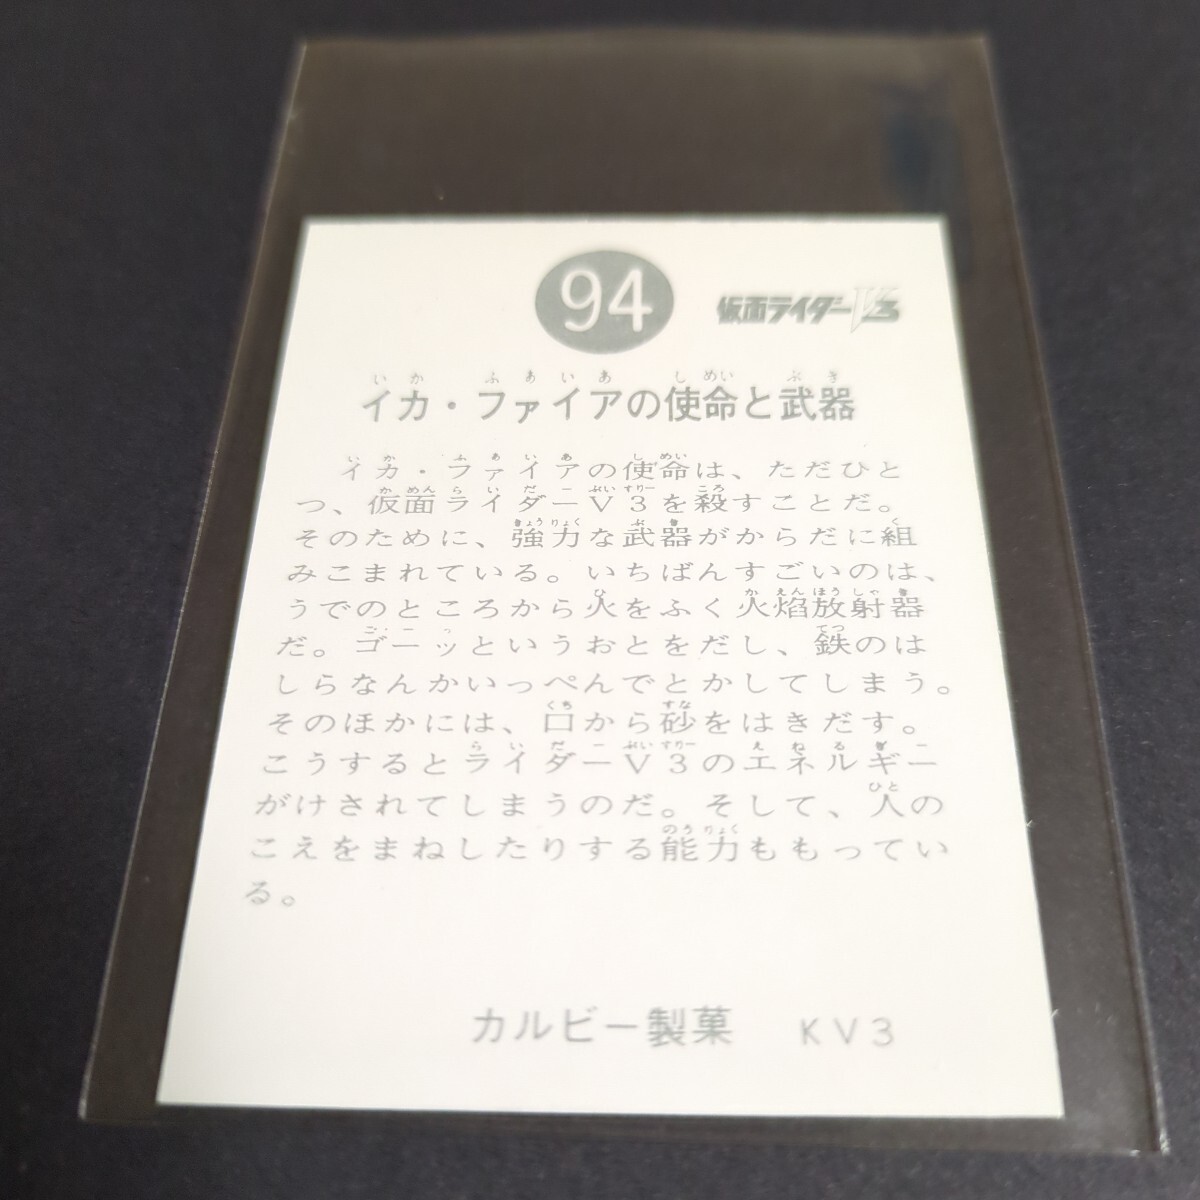 94
仮面ライダーV3
イカ・ファイアの使命と武器
イカ・ファイアの使命は、ただひと
つ、仮面ライダーV3を殺すことだ。
そのために、強力な武器がからだに組
みこまれている。いちばんすごいのは、
うでのところから火をふく火焰放射器
だ。ゴーッというおとをだし、鉄のは
しらなんかいっぺんでとかしてしまう。
そのほかには、口から砂をはきだす。
こうするとライダーV3のエネルギー
がけされてしまうのだ。そして、人の
こえをまねしたりする能力ももってい
る。
カルビー製菓 KV3